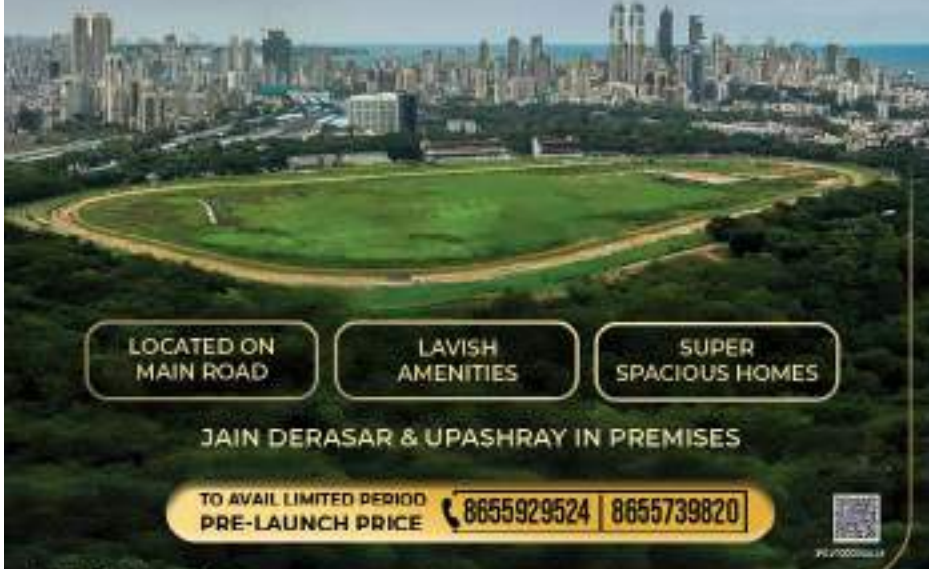 LOCATED ON
MAIN ROAD
LAVISH
AMENITIES
SUPER
SPACIOUS HOMES
JAIN DERASAR & UPASHRAY IN PREMISES
TO AVAIL LIMITED PERIOD
PRE-LAUNCH PRICE
8655929524 | 8655739820